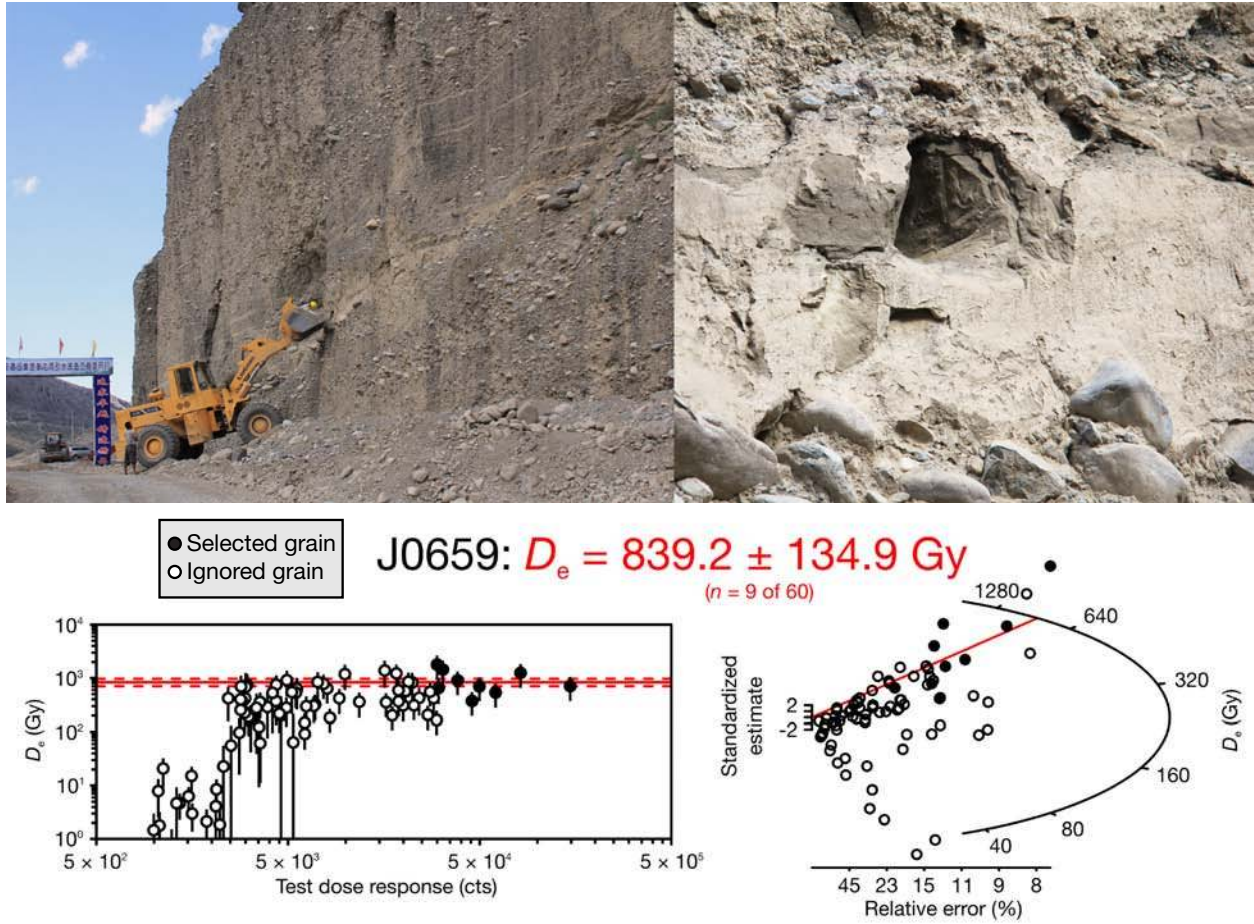 ● Selected grain
○ Ignored grain
J0659: Dₑ = 839.2 ± 134.9 Gy
(n = 9 of 60)
Dₑ (Gy)
10⁴
10³
10²
10¹
10⁰
5 × 10²
5 × 10³
5 × 10⁴
5 × 10⁵
Test dose response (cts)
Standardized
estimate
2
-2
1280
640
320
160
80
40
Dₑ (Gy)
45 23 15 11 9 8
Relative error (%)